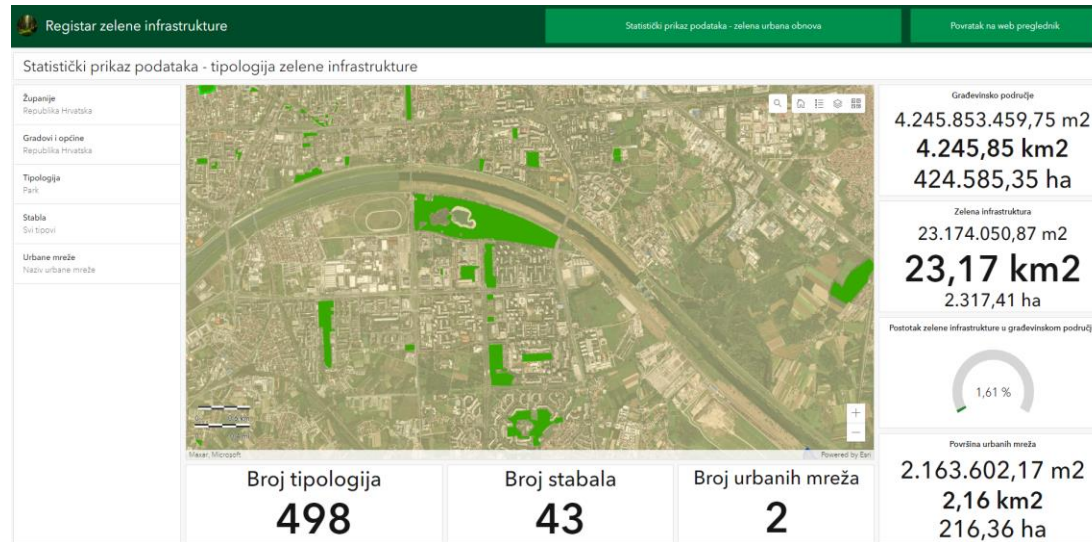 Registar zelene infrastrukture
Statistički prikaz podataka - zelena urbana obnova
Povratak na web preglednik
Statistički prikaz podataka - tipologija zelene infrastrukture
Županije
Republika Hrvatska
Gradovi i općine
Republika Hrvatska
Tipologija
Park
Stabla
Svi tipovi
Urbane mreže
Naziv urbane mreže
Maxar, Microsoft
Powered by Esri
Građevinsko područje
4.245.853.459,75 m2
4.245,85 km2
424.585,35 ha
Zelena infrastruktura
23.174.050,87 m2
23,17 km2
2.317,41 ha
Postotak zelene infrastrukture u građevinskom područj
1,61 %
Površina urbanih mreža
2.163.602,17 m2
2,16 km2
216,36 ha
Broj tipologija
498
Broj stabala
43
Broj urbanih mreža
2